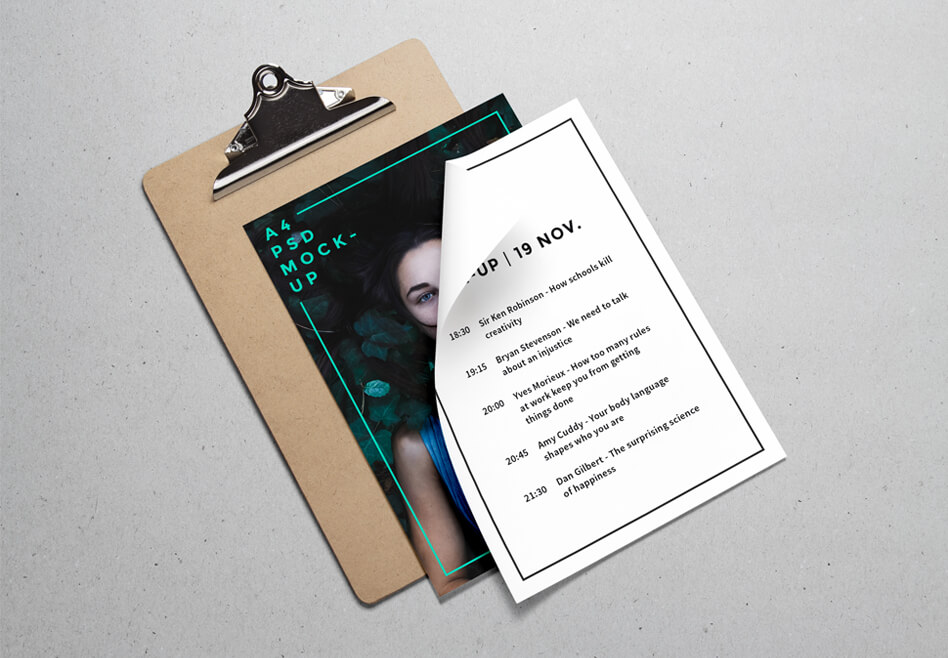 A4
PSD
MOCK-
UP
-UP | 19 NOV.
18:30 Sir Ken Robinson - How schools kill
creativity
19:15 Bryan Stevenson - We need to talk
about an injustice
20:00 Yves Morieux - How too many rules
at work keep you from getting
things done
20:45 Amy Cuddy - Your body language
shapes who you are
21:30 Dan Gilbert - The surprising science
of happiness